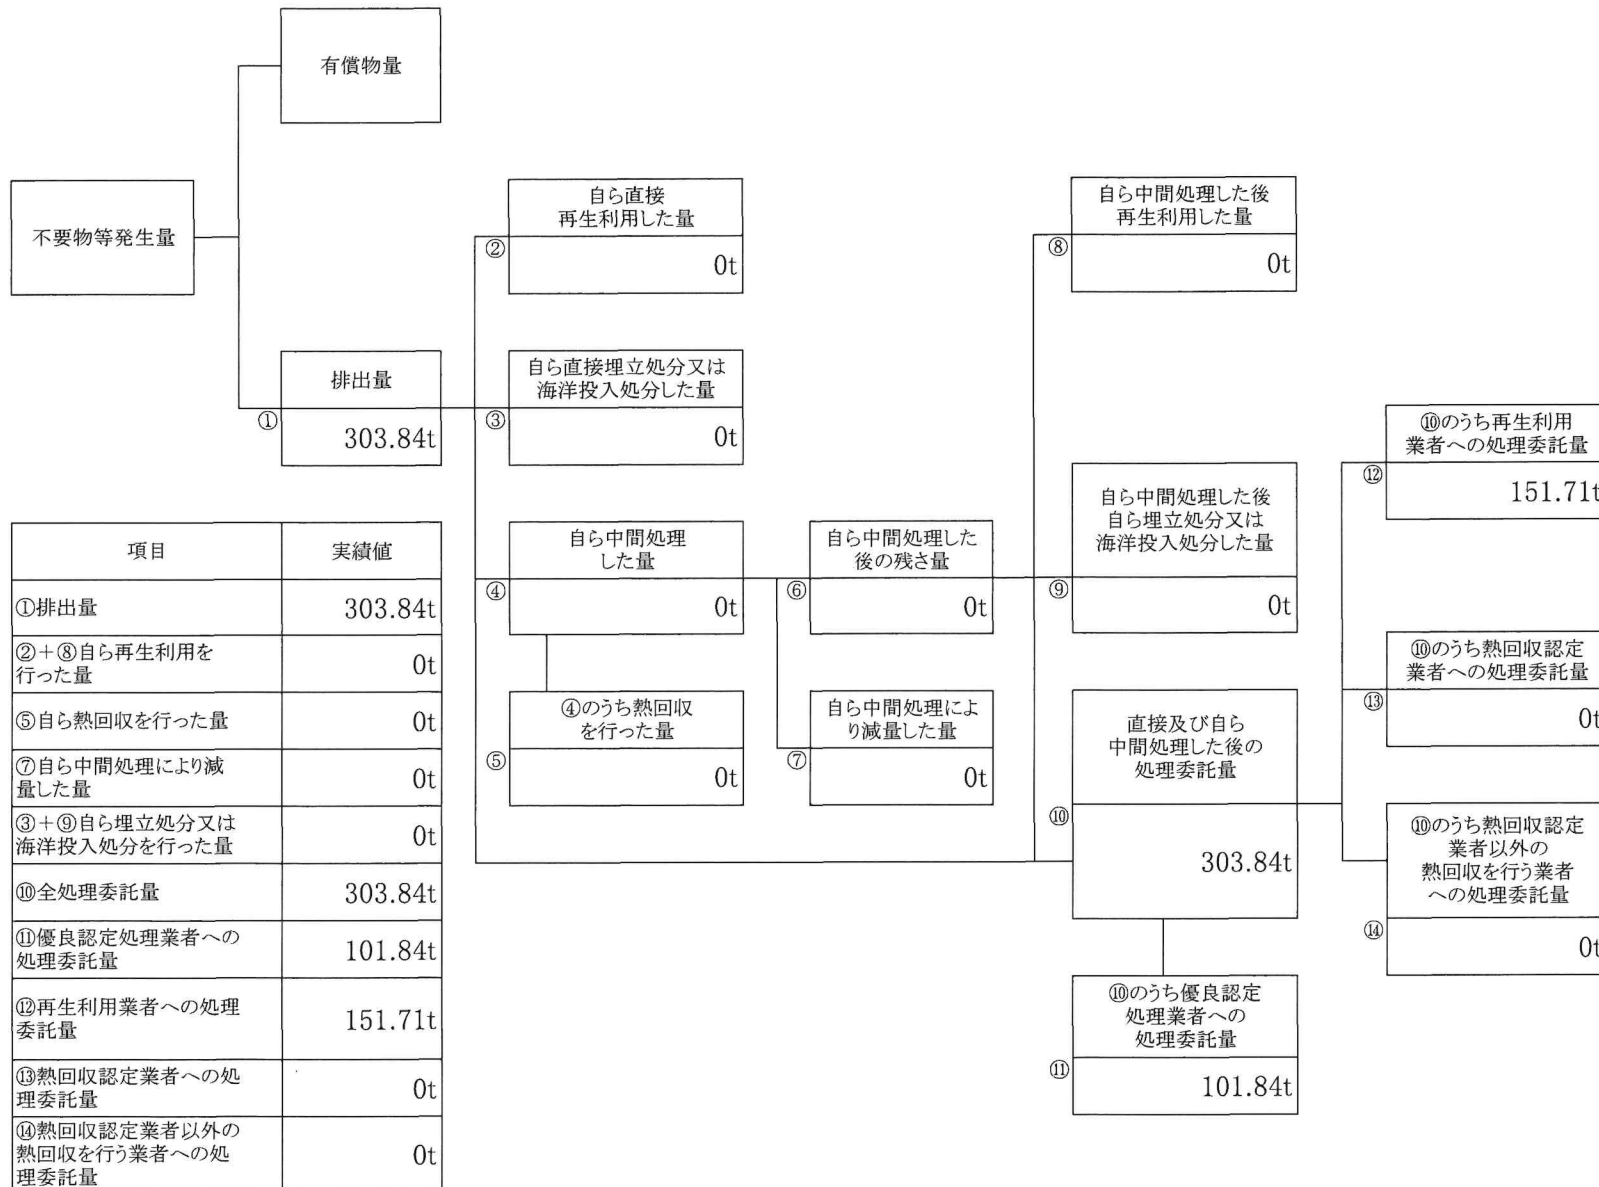 有償物量
不要物等発生量
排出量
①
303.84t
自ら直接
再生利用した量
②
0t
自ら直接埋立処分又は
海洋投入処分した量
③
0t
自ら中間処理
した量
④
0t
④のうち熱回収
を行った量
⑤
0t
自ら中間処理した
後の残さ量
⑥
0t
自ら中間処理によ
り減量した量
⑦
0t
自ら中間処理した後
再生利用した量
⑧
0t
自ら中間処理した後
自ら埋立処分又は
海洋投入処分した量
⑨
0t
直接及び自ら
中間処理した後の
処理委託量
⑩
303.84t
⑩のうち優良認定
処理業者への
処理委託量
⑪
101.84t
⑩のうち再生利用
業者への処理委託量
⑫
151.71t
⑩のうち熱回収認定
業者への処理委託量
⑬
0t
⑩のうち熱回収認定
業者以外の
熱回収を行う業者
への処理委託量
⑭
0t
項目 実績値
①排出量 303.84t
②+⑧自ら再生利用を
行った量 0t
⑤自ら熱回収を行った量 0t
⑦自ら中間処理により減
量した量 0t
③+⑨自ら埋立処分又は
海洋投入処分を行った量 0t
⑩全処理委託量 303.84t
⑪優良認定処理業者への
処理委託量 101.84t
⑫再生利用業者への処理
委託量 151.71t
⑬熱回収認定業者への処
理委託量 0t
⑭熱回収認定業者以外の
熱回収を行う業者への処
理委託量 0t